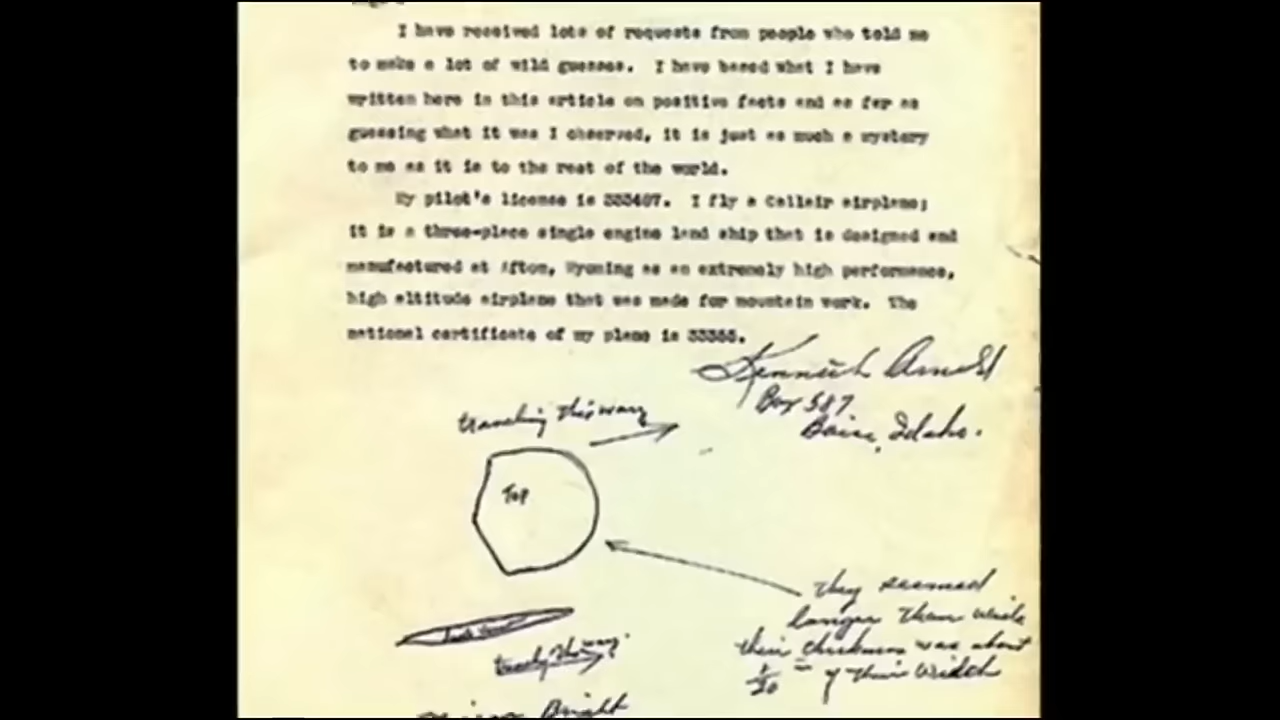 I have received lots of requests from people who told me
to make a lot of wild guesses. I have based what I have
written here in this article on positive facts and as far as
guessing what it was I observed, it is just as much a mystery
to me as it is to the rest of the world.
My pilot's license is 333487. I fly a Callair airplane;
it is a three-place single engine land ship that is designed and
manufactured at Afton, Wyoming as an extremely high performance,
high altitude airplane that was made for mountain work. The
national certificate of my plane is 33355.
Kenneth Arnold
Box 587
Boise, Idaho.
traveling this way
Top
they seemed
longer than wide
their thickness was about
1/20 th of their width